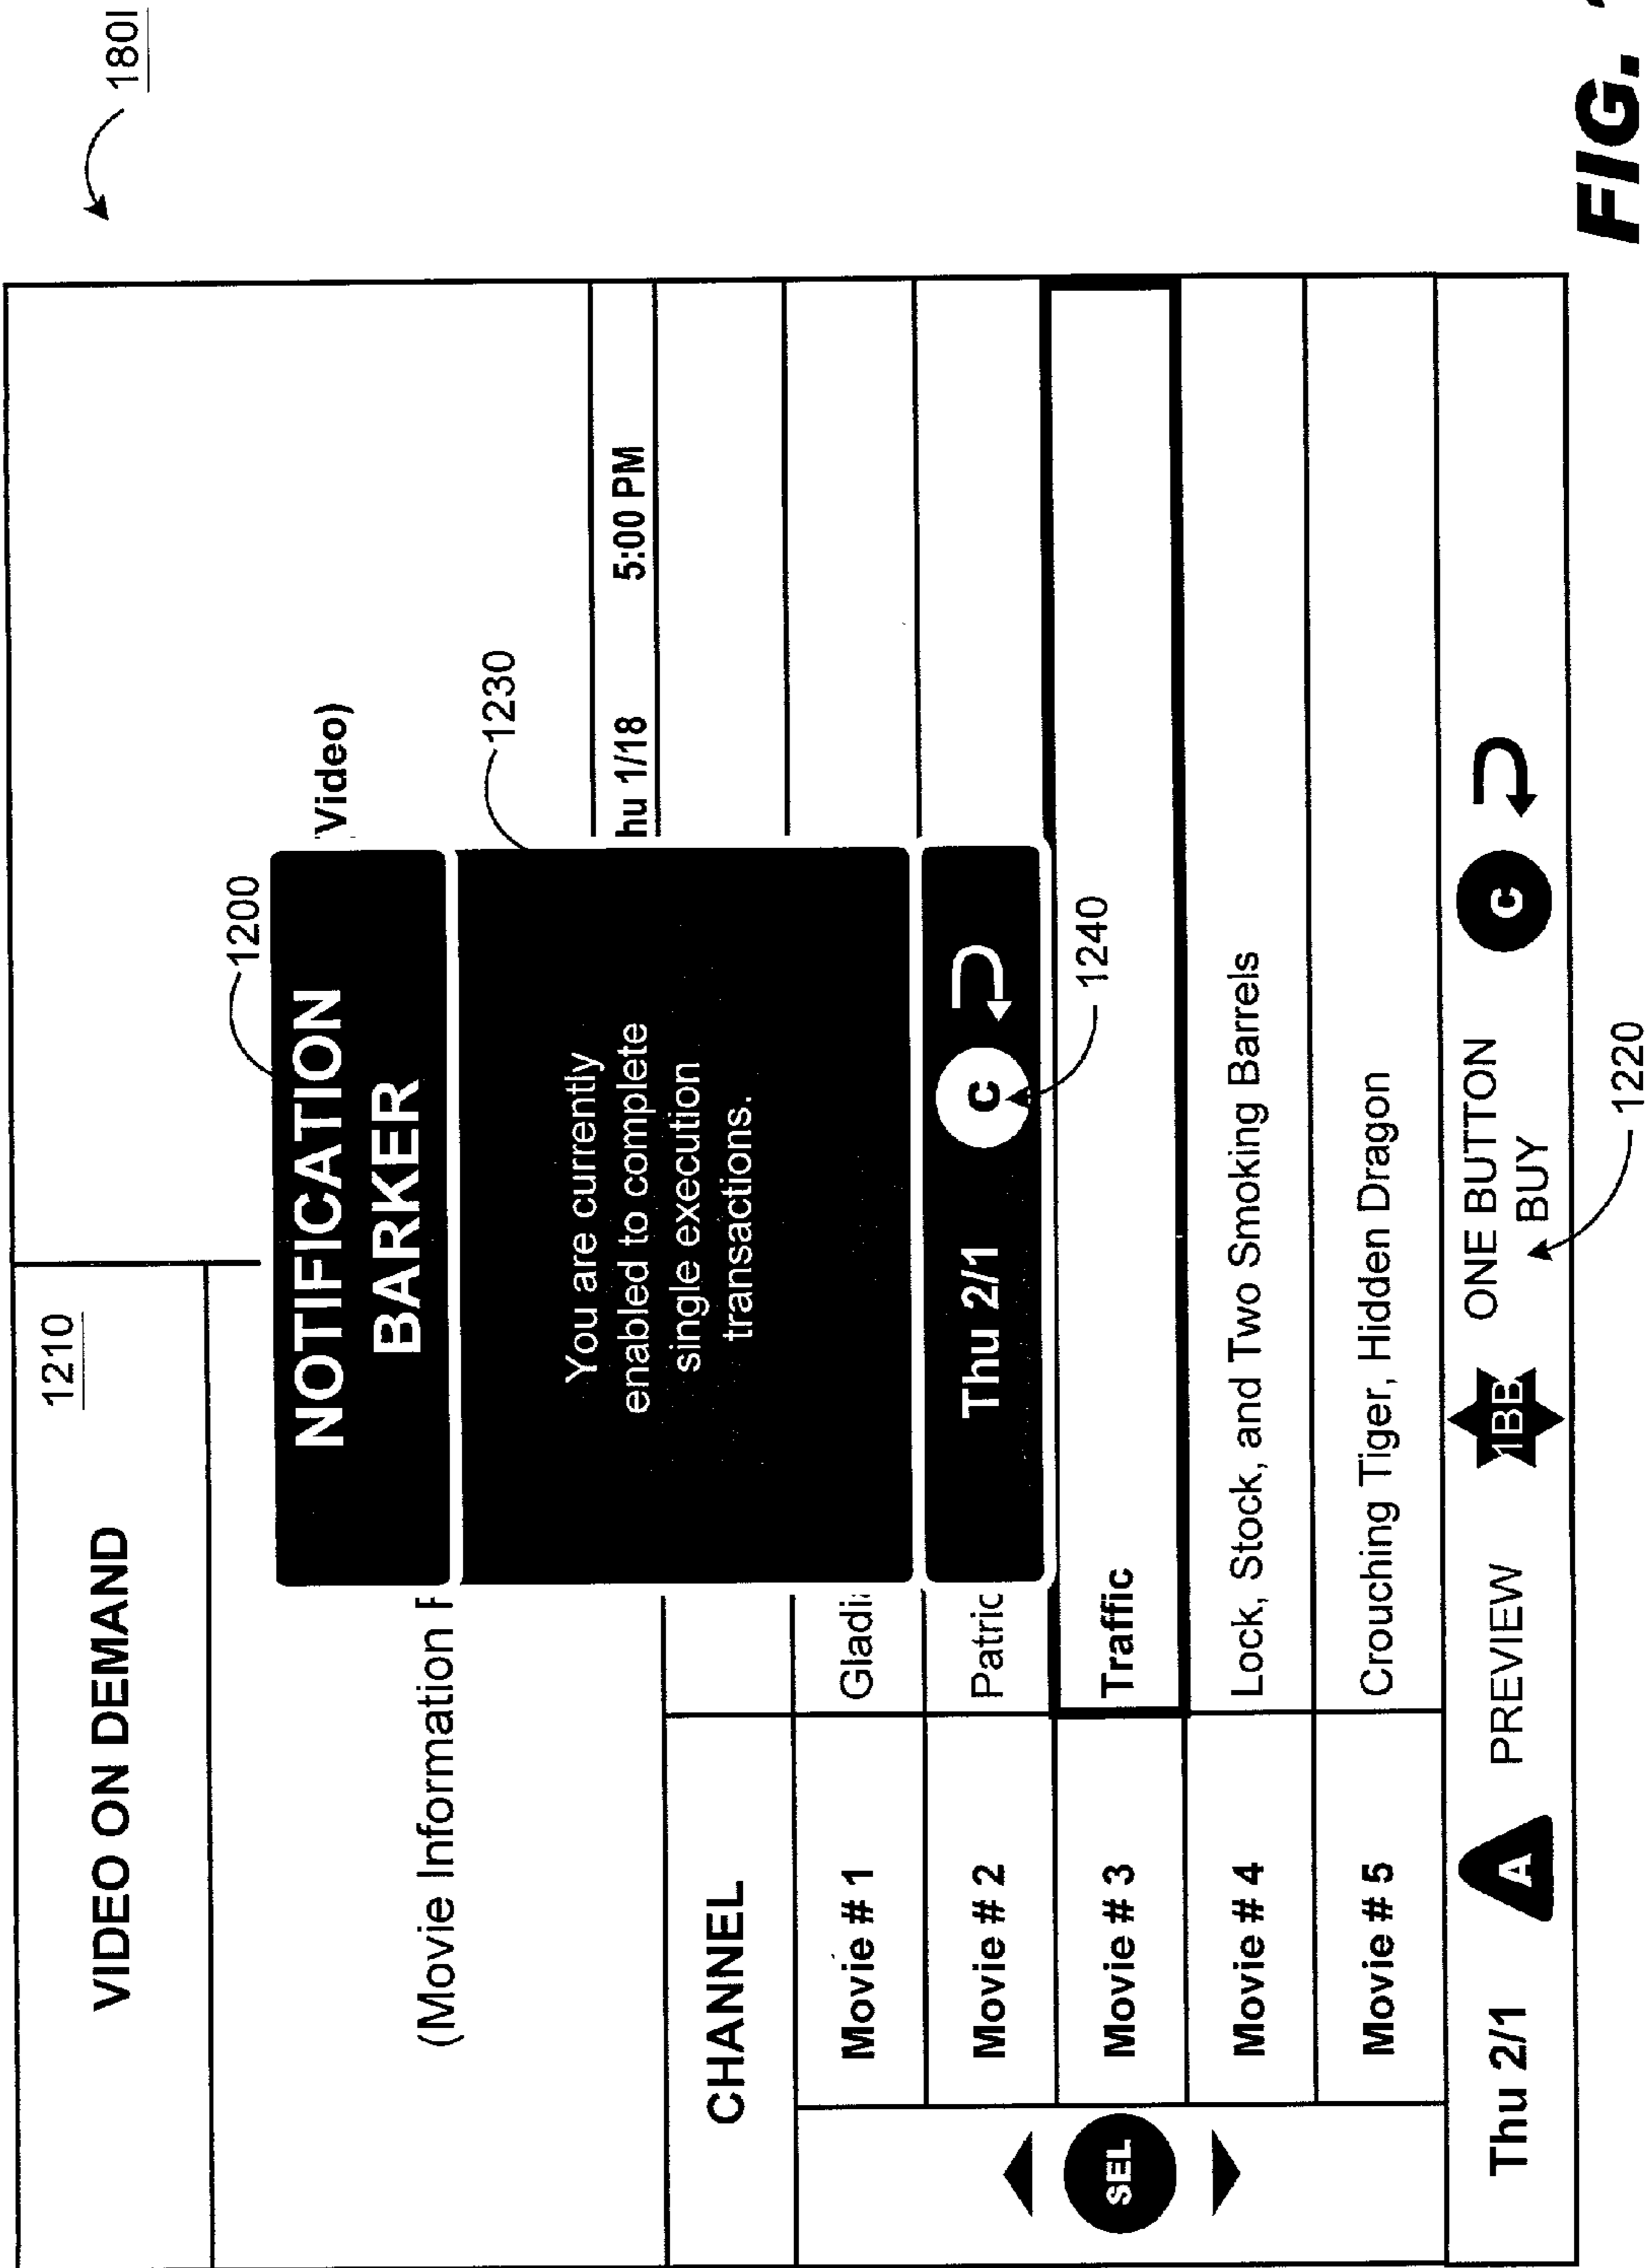 180I
VIDEO ON DEMAND
1210
1200
NOTIFICATION
BARKER
(Movie Information
Video)
1230
You are currently
enabled to complete
single execution
transactions.
hu 1/18 5:00 PM
CHANNEL
Movie # 1 Gladi
Movie # 2 Patric
Thu 2/1 C
1240
SEL
Movie # 3 Traffic
Movie # 4 Lock, Stock, and Two Smoking Barrels
Movie # 5 Crouching Tiger, Hidden Dragon
Thu 2/1 A PREVIEW 1BB ONE BUTTON
BUY C
1220
FIG.